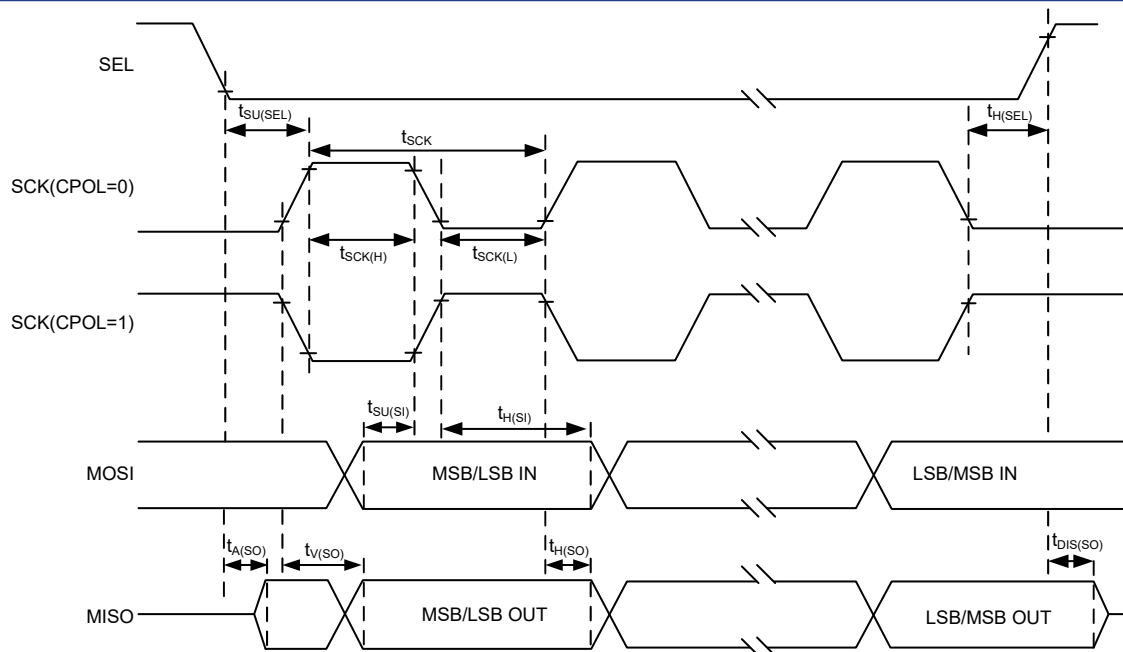 SEL
tSU(SEL)
tH(SEL)
tSCK
SCK(CPOL=0)
tSCK(H)
tSCK(L)
SCK(CPOL=1)
tSU(SI)
tH(SI)
MOSI
MSB/LSB IN
LSB/MSB IN
tA(SO)
tV(SO)
tH(SO)
tDIS(SO)
MISO
MSB/LSB OUT
LSB/MSB OUT